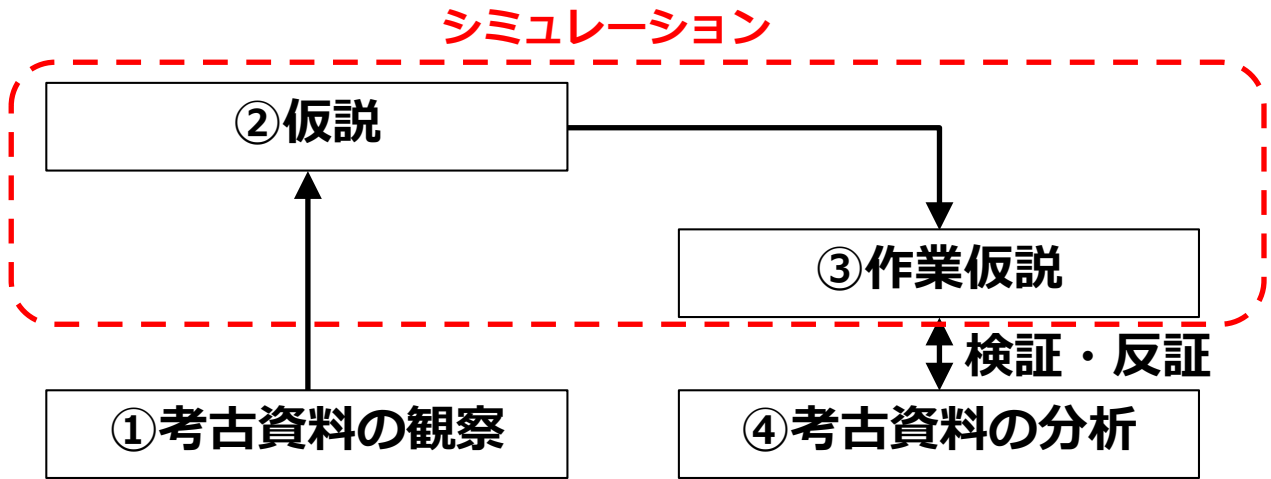 シミュレーション
②仮説
③作業仮説
検証・反証
①考古資料の観察
④考古資料の分析